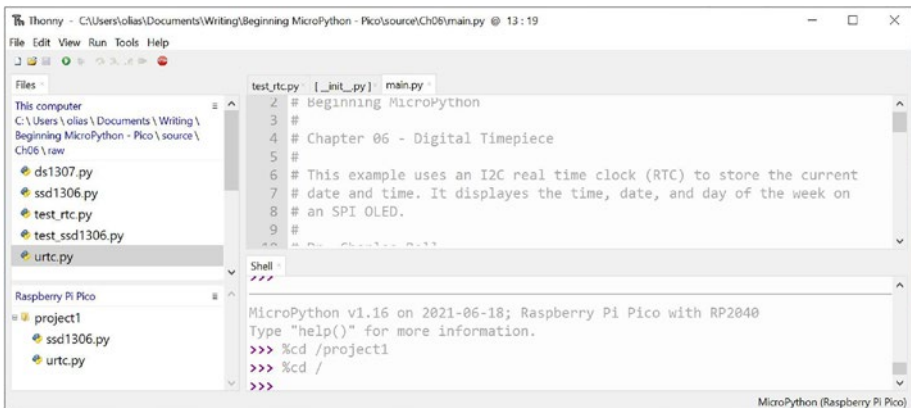 Thonny - C:\Users\olias\Documents\Writing\Beginning MicroPython - Pico\source\Ch06\main.py @ 13:19
File Edit View Run Tools Help
Files
This computer
C:\Users\olias\Documents\Writing\
Beginning MicroPython - Pico\source\
Ch06\raw
ds1307.py
ssd1306.py
test_rtc.py
test_ssd1306.py
urtc.py
Raspberry Pi Pico
project1
ssd1306.py
urtc.py
test_rtc.py [__init__.py] main.py
2 # Beginning MicroPython
3 #
4 # Chapter 06 - Digital Timepiece
5 #
6 # This example uses an I2C real time clock (RTC) to store the current
7 # date and time. It displayes the time, date, and day of the week on
8 # an SPI OLED.
9 #
10 # Dr. Charles Bell
Shell
>>>
MicroPython v1.16 on 2021-06-18; Raspberry Pi Pico with RP2040
Type "help()" for more information.
>>> %cd /project1
>>> %cd /
>>>
MicroPython (Raspberry Pi Pico)